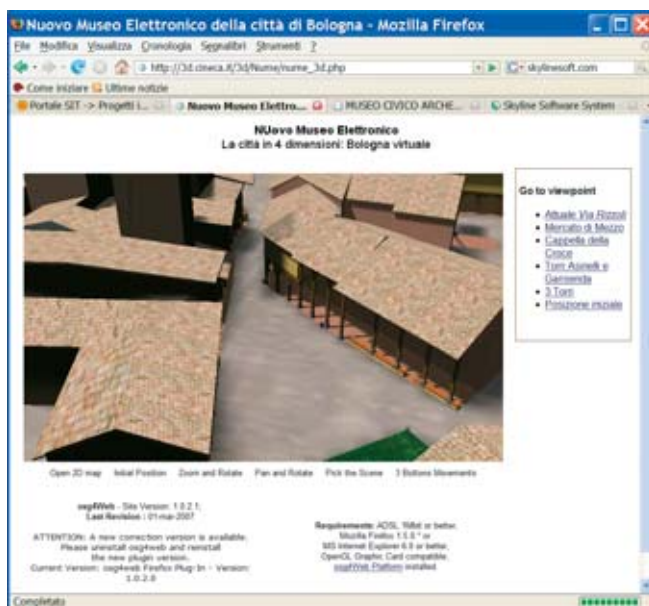 Nuovo Museo Elettronico della città di Bologna - Mozilla Firefox
File Modifica Visualizza Cronologia Segnalibri Strumenti ?
http://3d.cineca.it/3d/Nume/nume_3d.php
skylinesoft.com
Come iniziare Ultime notizie
Portale SIT -> Progetti i... Nuovo Museo Elettro... MUSEO CIVICO ARCHE... Skyline Software System
NUovo Museo Elettronico
La città in 4 dimensioni: Bologna virtuale
Go to viewpoint
Attuale Via Rizzoli
Mercato di Mezzo
Cappella della
Croce
Torri Asinelli e
Garisenda
3 Torri
Posizione iniziale
Open 2D map Initial Position Zoom and Rotate Pan and Rotate Pick the Scene 3 Buttons Movements
osg4Web - Site Version: 1.0.2.1;
Last Revision : 01-mar-2007
ATTENTION: A new correction version is available.
Please uninstall osg4web and reinstall
the new plugin version.
Current Version: osg4web Firefox Plug-In - Version:
1.0.2.0
Requirements: ADSL, 1Mbit or better,
Mozilla Firefox 1.5.0.* or
MS Internet Explorer 6.0 or better,
OpenGL Graphic Card compatible.
osg4Web Platform installed
Completato